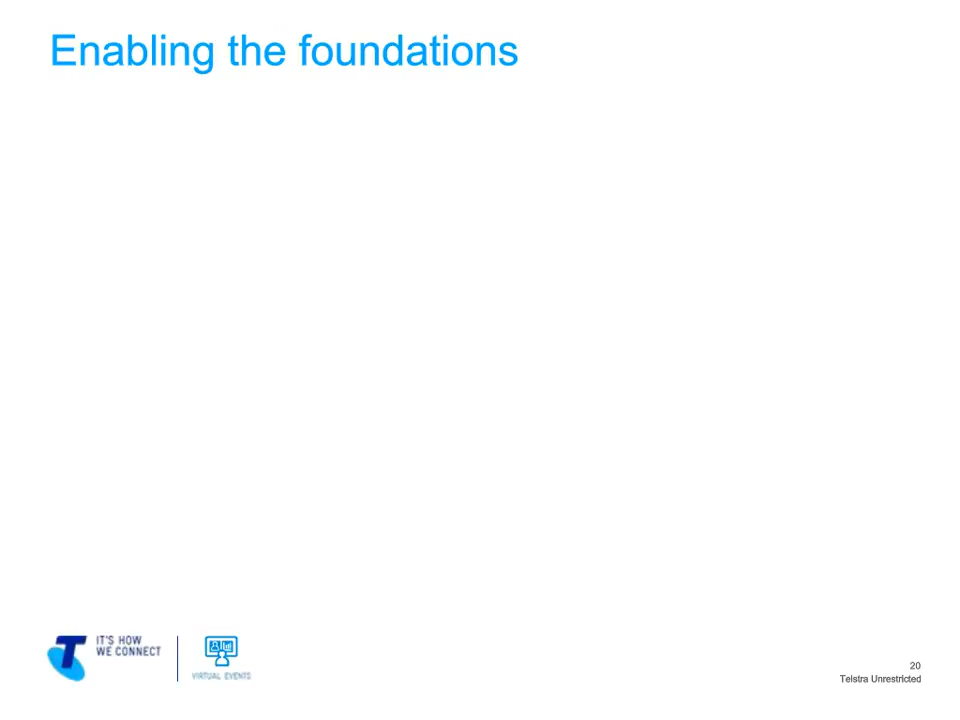 Enabling the foundations
IT'S HOW
WE CONNECT
VIRTUAL EVENTS
20
Telstra Unrestricted